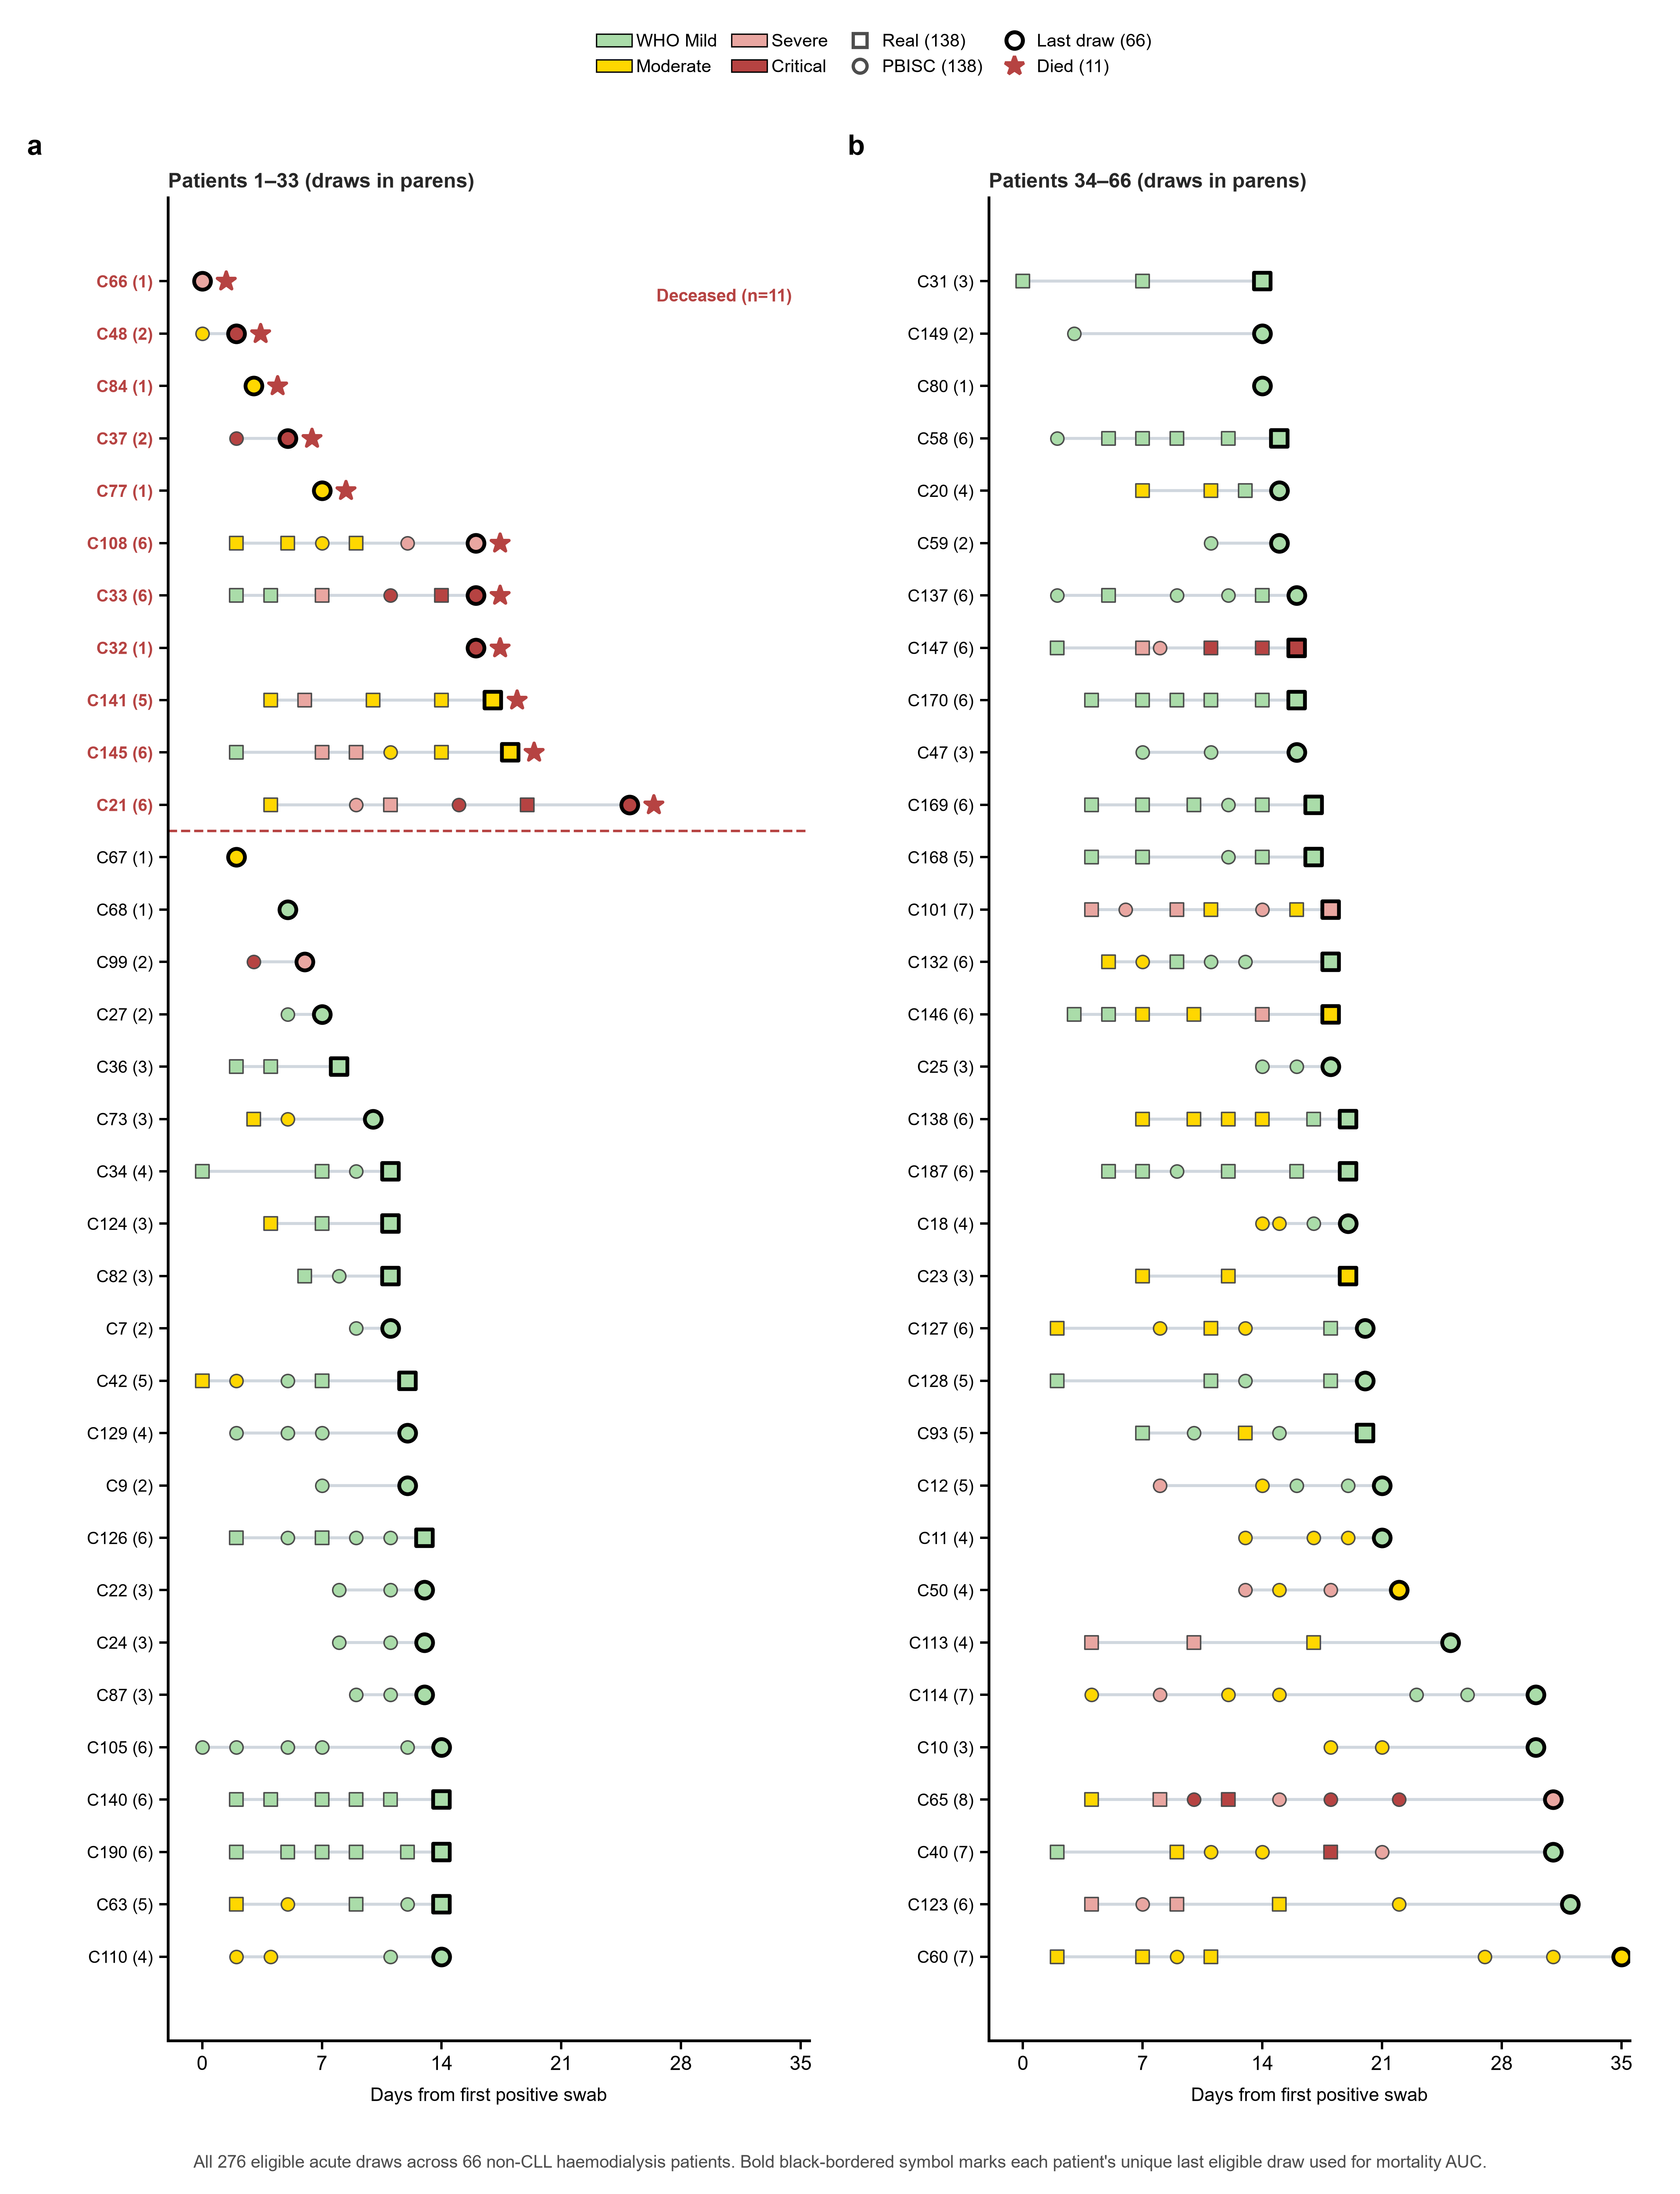 WHO Mild Severe Real (138) Last draw (66)
Moderate Critical PBISC (138) Died (11)
a
Patients 1–33 (draws in parens)
Deceased (n=11)
C66 (1)
C48 (2)
C84 (1)
C37 (2)
C77 (1)
C108 (6)
C33 (6)
C32 (1)
C141 (5)
C145 (6)
C21 (6)
C67 (1)
C68 (1)
C99 (2)
C27 (2)
C36 (3)
C73 (3)
C34 (4)
C124 (3)
C82 (3)
C7 (2)
C42 (5)
C129 (4)
C9 (2)
C126 (6)
C22 (3)
C24 (3)
C87 (3)
C105 (6)
C140 (6)
C190 (6)
C63 (5)
C110 (4)
0 7 14 21 28 35
Days from first positive swab
b
Patients 34–66 (draws in parens)
C31 (3)
C149 (2)
C80 (1)
C58 (6)
C20 (4)
C59 (2)
C137 (6)
C147 (6)
C170 (6)
C47 (3)
C169 (6)
C168 (5)
C101 (7)
C132 (6)
C146 (6)
C25 (3)
C138 (6)
C187 (6)
C18 (4)
C23 (3)
C127 (6)
C128 (5)
C93 (5)
C12 (5)
C11 (4)
C50 (4)
C113 (4)
C114 (7)
C10 (3)
C65 (8)
C40 (7)
C123 (6)
C60 (7)
0 7 14 21 28 35
Days from first positive swab
All 276 eligible acute draws across 66 non-CLL haemodialysis patients. Bold black-bordered symbol marks each patient's unique last eligible draw used for mortality AUC.